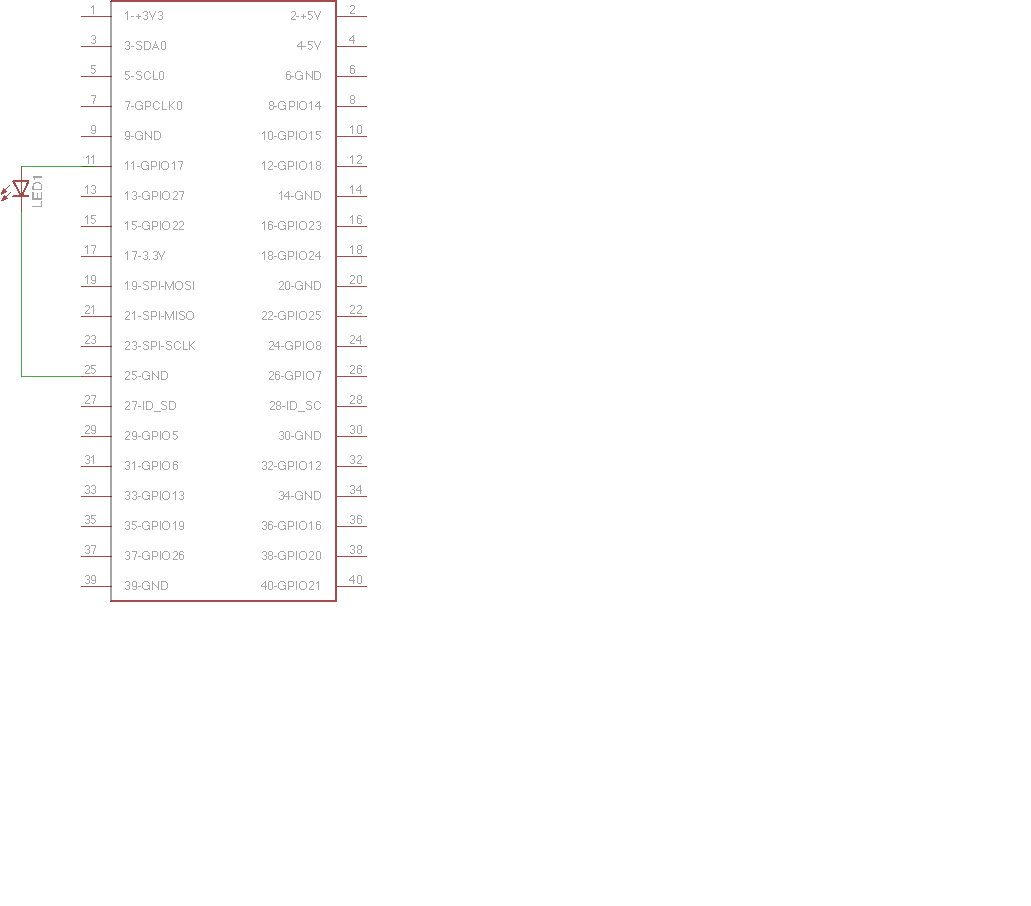 1 1-+3V3 2-+5V 2
3 3-SDA0 4-5V 4
5 5-SCL0 6-GND 6
7 7-GPCLK0 8-GPIO14 8
9 9-GND 10-GPIO15 10
11 11-GPIO17 12-GPIO18 12
LED1
13 13-GPIO27 14-GND 14
15 15-GPIO22 16-GPIO23 16
17 17-3.3V 18-GPIO24 18
19 19-SPI-MOSI 20-GND 20
21 21-SPI-MISO 22-GPIO25 22
23 23-SPI-SCLK 24-GPIO8 24
25 25-GND 26-GPIO7 26
27 27-ID_SD 28-ID_SC 28
29 29-GPIO5 30-GND 30
31 31-GPIO6 32-GPIO12 32
33 33-GPIO13 34-GND 34
35 35-GPIO19 36-GPIO16 36
37 37-GPIO26 38-GPIO20 38
39 39-GND 40-GPIO21 40